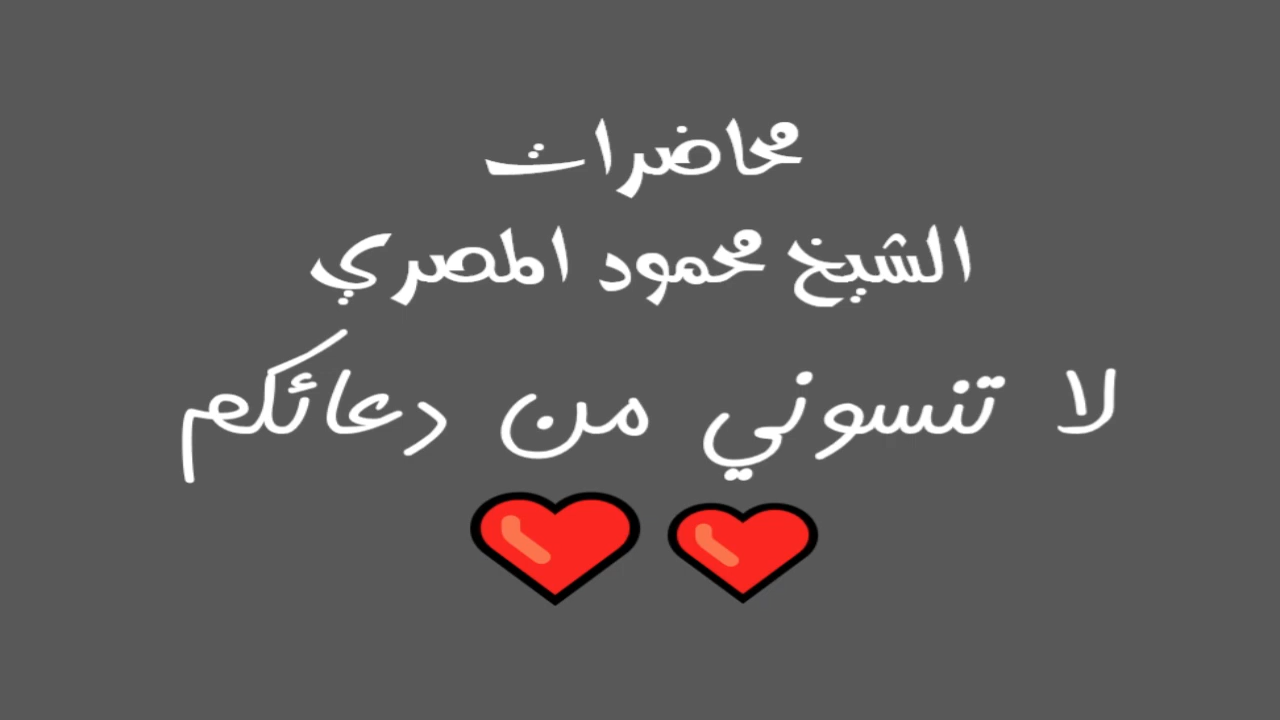 محاضرات
الشيخ محمود المصري
لا تنسوني من دعائكم